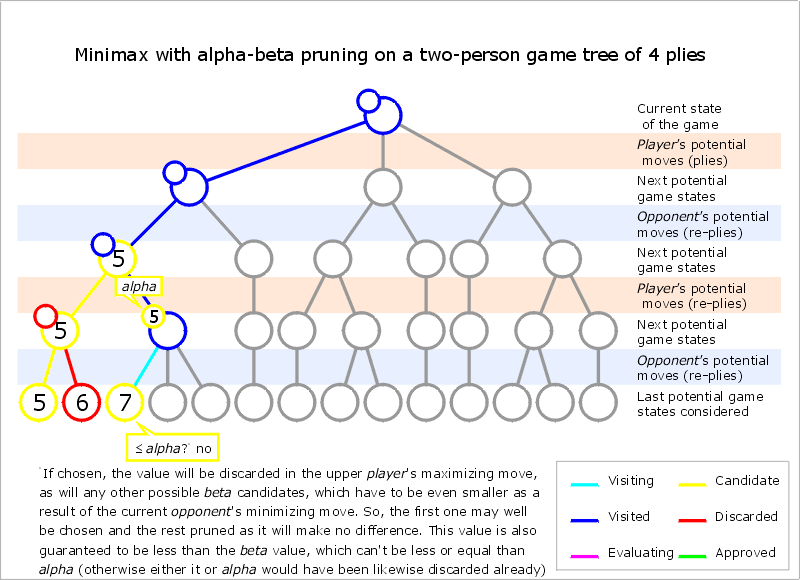 Minimax with alpha-beta pruning on a two-person game tree of 4 plies
Current state
of the game
Player's potential
moves (plies)
Next potential
game states
Opponent's potential
moves (re-plies)
5
Next potential
game states
alpha
Player's potential
moves (re-plies)
5
5
Next potential
game states
Opponent's potential
moves (re-plies)
5
6
7
Last potential game
states considered
≤ alpha?* no
*If chosen, the value will be discarded in the upper player's maximizing move,
as will any other possible beta candidates, which have to be even smaller as a
result of the current opponent's minimizing move. So, the first one may well
be chosen and the rest pruned as it will make no difference. This value is also
guaranteed to be less than the beta value, which can't be less or equal than
alpha (otherwise either it or alpha would have been likewise discarded already)
Visiting
Candidate
Visited
Discarded
Evaluating
Approved